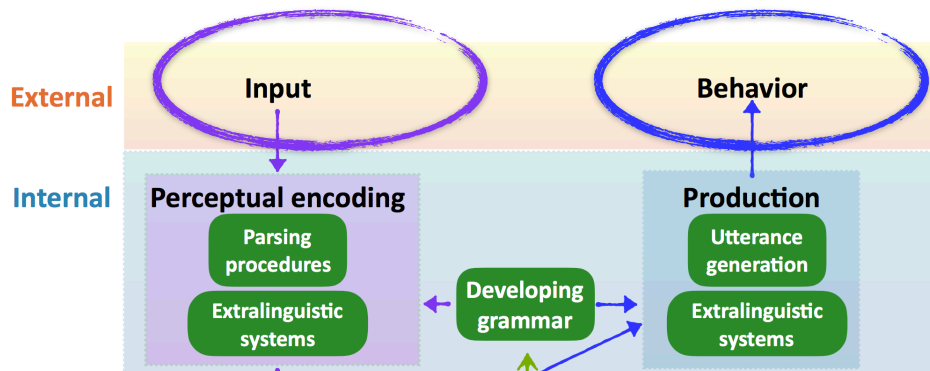 External
Input
Behavior
Internal
Perceptual encoding
Parsing
procedures
Extralinguistic
systems
Developing
grammar
Production
Utterance
generation
Extralinguistic
systems